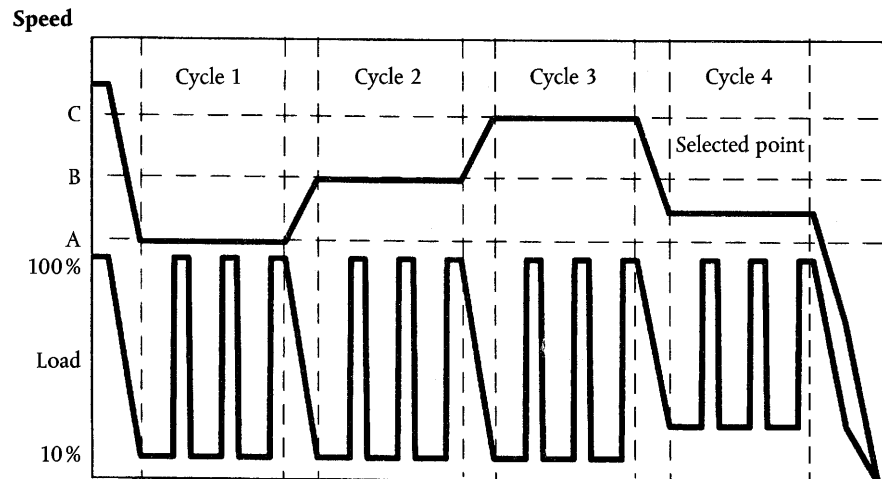 Speed
Cycle 1
Cycle 2
Cycle 3
Cycle 4
C
Selected point
B
A
100%
Load
10%